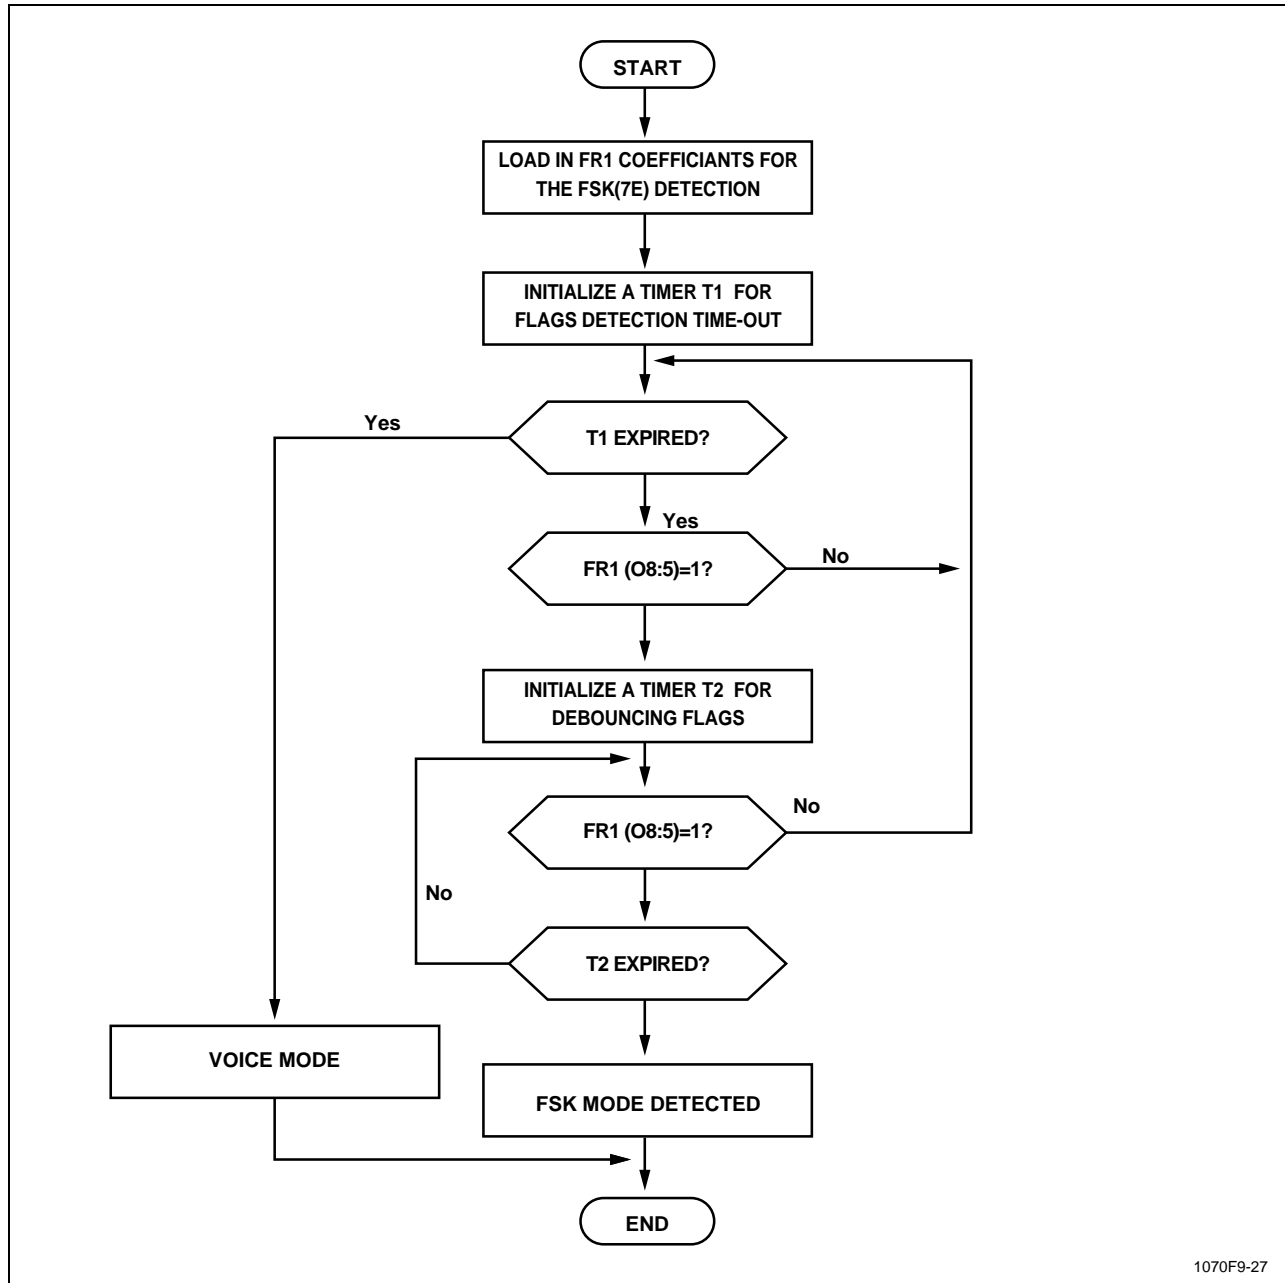 START
LOAD IN FR1 COEFFICIANTS FOR
THE FSK(7E) DETECTION
INITIALIZE A TIMER T1 FOR
FLAGS DETECTION TIME-OUT
Yes
T1 EXPIRED?
Yes
FR1 (O8:5)=1?
No
INITIALIZE A TIMER T2 FOR
DEBOUNCING FLAGS
FR1 (O8:5)=1?
No
No
T2 EXPIRED?
VOICE MODE
FSK MODE DETECTED
END
1070F9-27